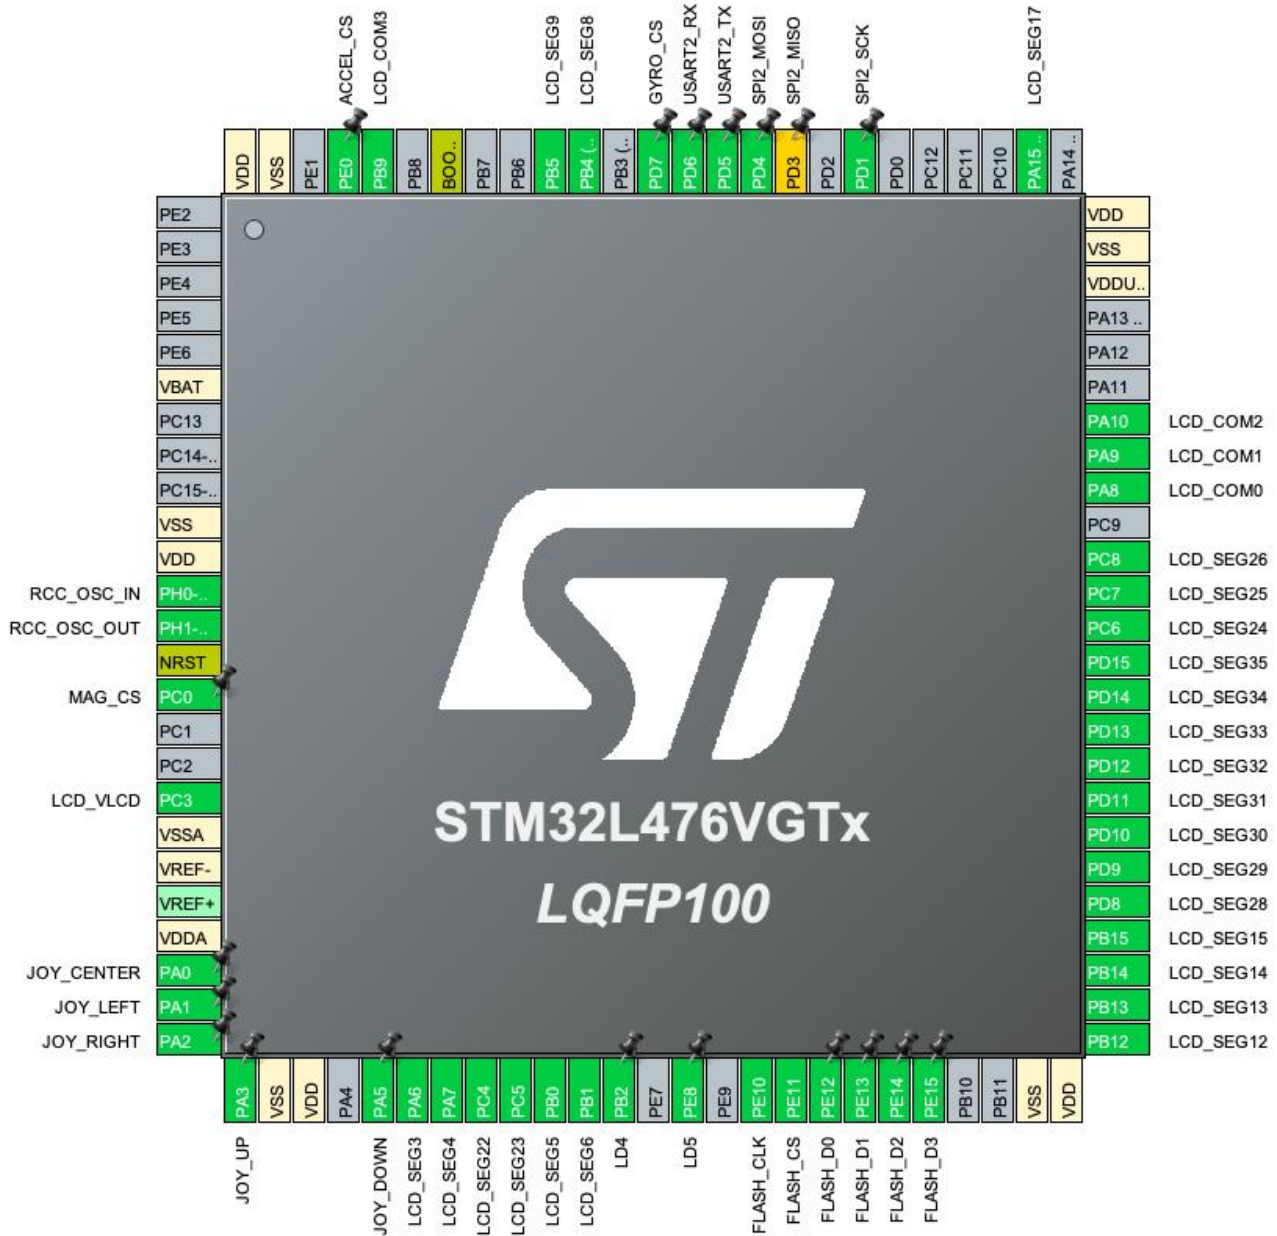 ACCEL_CS
LCD_COM3
LCD_SEG9
LCD_SEG8
GYRO_CS
USART2_RX
USART2_TX
SPI2_MOSI
SPI2_MISO
SPI2_SCK
LCD_SEG17
VDD
VSS
PE1
PE0
PB9
PB8
BOO..
PB7
PB6
PB5
PB4 (..
PB3 (..
PD7
PD6
PD5
PD4
PD3
PD2
PD1
PD0
PC12
PC11
PC10
PA15 ..
PA14 ..
PE2
PE3
PE4
PE5
PE6
VBAT
PC13
PC14-..
PC15-..
VSS
VDD
RCC_OSC_IN PH0-..
RCC_OSC_OUT PH1-..
NRST
MAG_CS PC0
PC1
PC2
LCD_VLCD PC3
VSSA
VREF-
VREF+
VDDA
JOY_CENTER PA0
JOY_LEFT PA1
JOY_RIGHT PA2
ST
STM32L476VGTx
LQFP100
VDD
VSS
VDDU..
PA13 ..
PA12
PA11
PA10 LCD_COM2
PA9 LCD_COM1
PA8 LCD_COM0
PC9
PC8 LCD_SEG26
PC7 LCD_SEG25
PC6 LCD_SEG24
PD15 LCD_SEG35
PD14 LCD_SEG34
PD13 LCD_SEG33
PD12 LCD_SEG32
PD11 LCD_SEG31
PD10 LCD_SEG30
PD9 LCD_SEG29
PD8 LCD_SEG28
PB15 LCD_SEG15
PB14 LCD_SEG14
PB13 LCD_SEG13
PB12 LCD_SEG12
PA3
VSS
VDD
PA4
PA5
PA6
PA7
PC4
PC5
PB0
PB1
PB2
PE7
PE8
PE9
PE10
PE11
PE12
PE13
PE14
PE15
PB10
PB11
VSS
VDD
JOY_UP
JOY_DOWN
LCD_SEG3
LCD_SEG4
LCD_SEG22
LCD_SEG23
LCD_SEG5
LCD_SEG6
LD4
LD5
FLASH_CLK
FLASH_CS
FLASH_D0
FLASH_D1
FLASH_D2
FLASH_D3